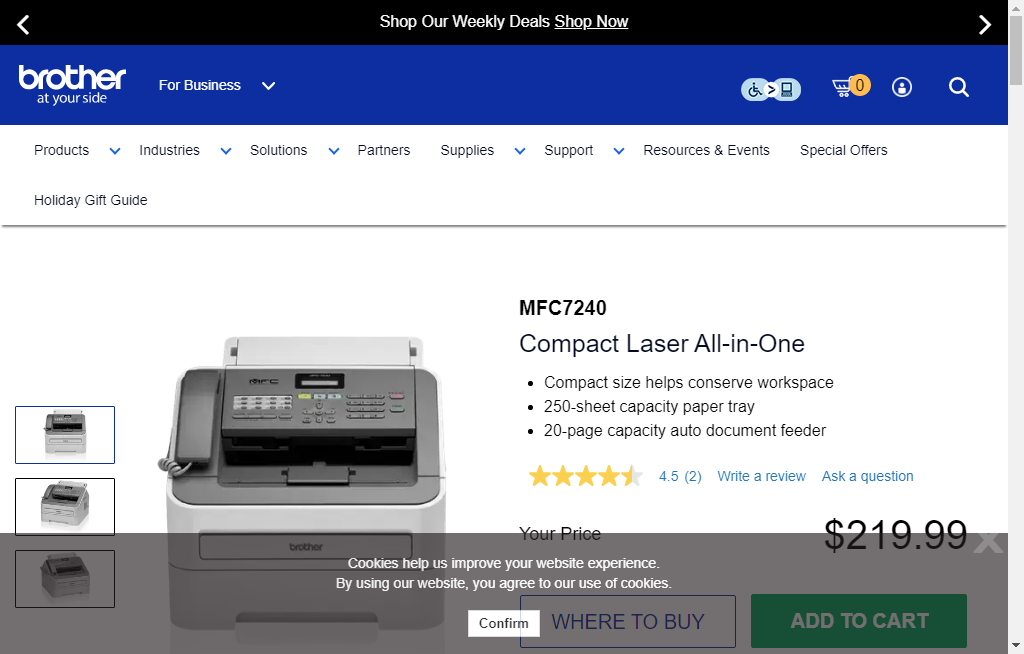 Shop Our Weekly Deals Shop Now
brother
at your side
For Business
0
Products Industries Solutions Partners Supplies Support Resources & Events Special Offers
Holiday Gift Guide
MFC7240
Compact Laser All-in-One
Compact size helps conserve workspace
250-sheet capacity paper tray
20-page capacity auto document feeder
4.5 (2) Write a review Ask a question
MFC
brother
Your Price $219.99
Cookies help us improve your website experience.
By using our website, you agree to our use of cookies.
Confirm
WHERE TO BUY
ADD TO CART